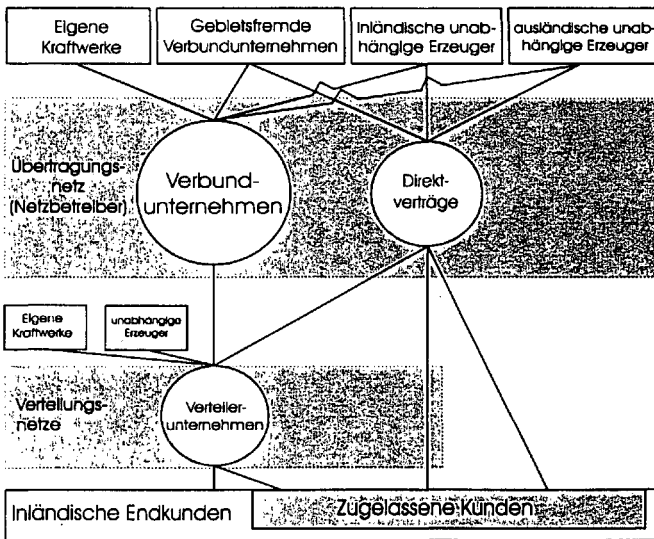 Eigene
Kraftwerke
Gebietsfremde
Verbundunternehmen
Inländische unab-
hängige Erzeuger
ausländische unab-
hängige Erzeuger
Übertragungs-
netz
(Netzbetreiber)
Verbund-
unternehmen
Direkt-
verträge
Eigene
Kraftwerke
unabhängige
Erzeuger
Verteilungs-
netze
Verteiler-
unternehmen
Inländische Endkunden
Zugelassene Kunden